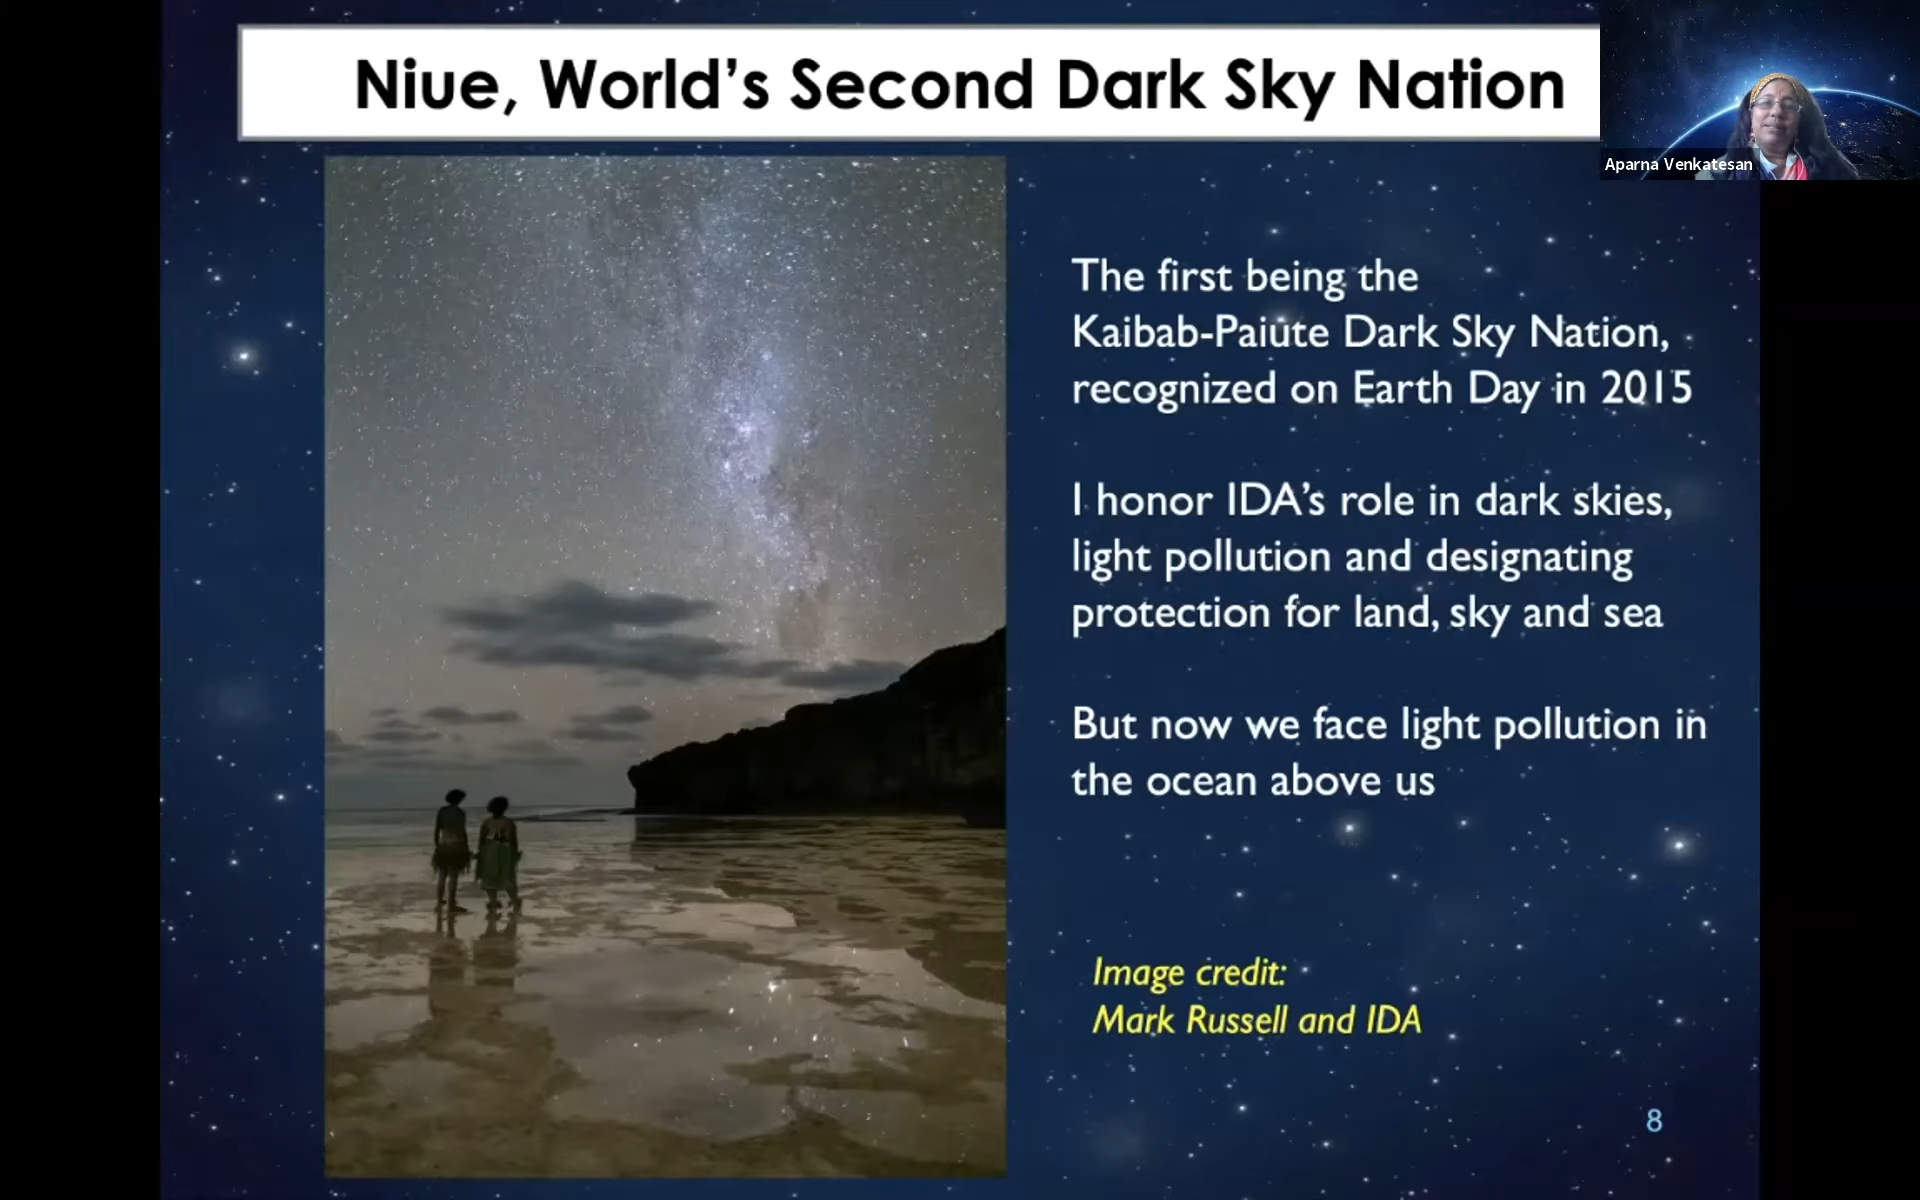 Niue, World's Second Dark Sky Nation
Aparna Venkatesan
The first being the
Kaibab-Paiute Dark Sky Nation,
recognized on Earth Day in 2015
I honor IDA's role in dark skies,
light pollution and designating
protection for land, sky and sea
But now we face light pollution in
the ocean above us
Image credit:
Mark Russell and IDA
8